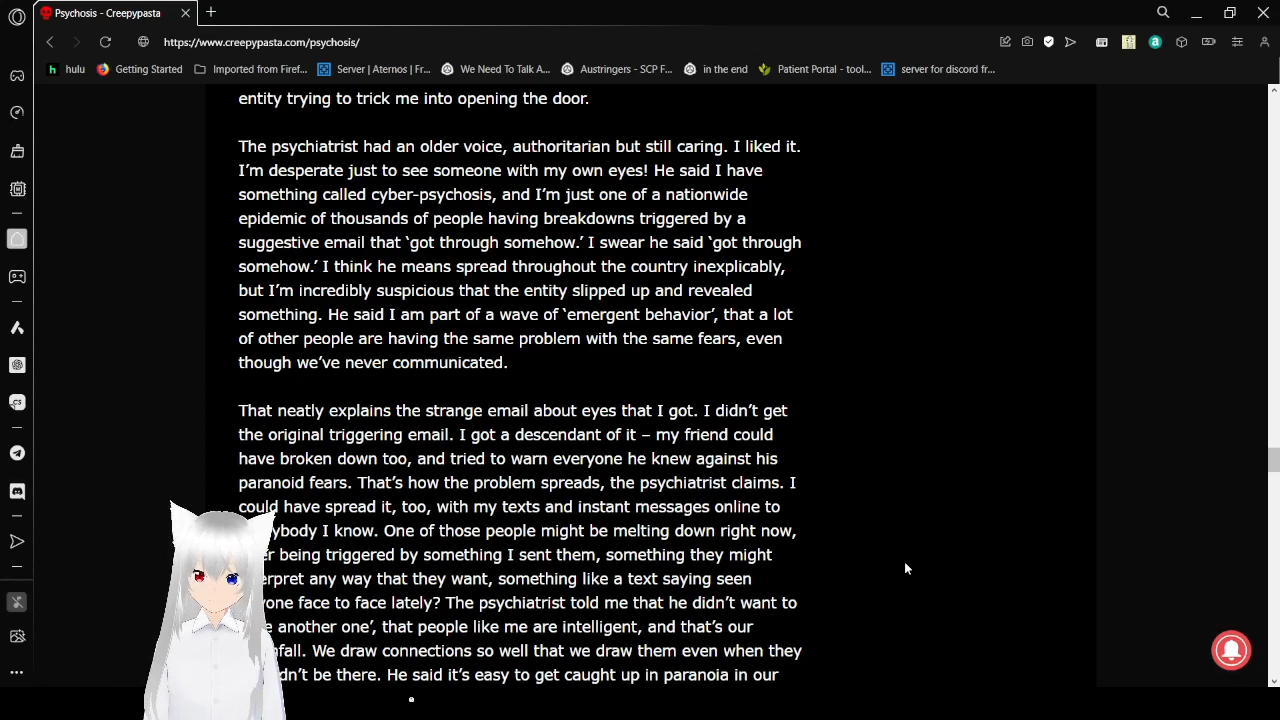 Psychosis - Creepypasta
https://www.creepypasta.com/psychosis/
hulu Getting Started Imported from Firef... Server | Aternos | Fr... We Need To Talk A... Austringers - SCP F... in the end Patient Portal - tool... server for discord fr...
entity trying to trick me into opening the door.
The psychiatrist had an older voice, authoritarian but still caring. I liked it.
I’m desperate just to see someone with my own eyes! He said I have
something called cyber-psychosis, and I’m just one of a nationwide
epidemic of thousands of people having breakdowns triggered by a
suggestive email that ‘got through somehow.’ I swear he said ‘got through
somehow.’ I think he means spread throughout the country inexplicably,
but I’m incredibly suspicious that the entity slipped up and revealed
something. He said I am part of a wave of ‘emergent behavior’, that a lot
of other people are having the same problem with the same fears, even
though we’ve never communicated.
That neatly explains the strange email about eyes that I got. I didn’t get
the original triggering email. I got a descendant of it – my friend could
have broken down too, and tried to warn everyone he knew against his
paranoid fears. That’s how the problem spreads, the psychiatrist claims. I
could have spread it, too, with my texts and instant messages online to
ybody I know. One of those people might be melting down right now,
er being triggered by something I sent them, something they might
erpret any way that they want, something like a text saying seen
yone face to face lately? The psychiatrist told me that he didn’t want to
e another one’, that people like me are intelligent, and that’s our
nfall. We draw connections so well that we draw them even when they
dn’t be there. He said it’s easy to get caught up in paranoia in our